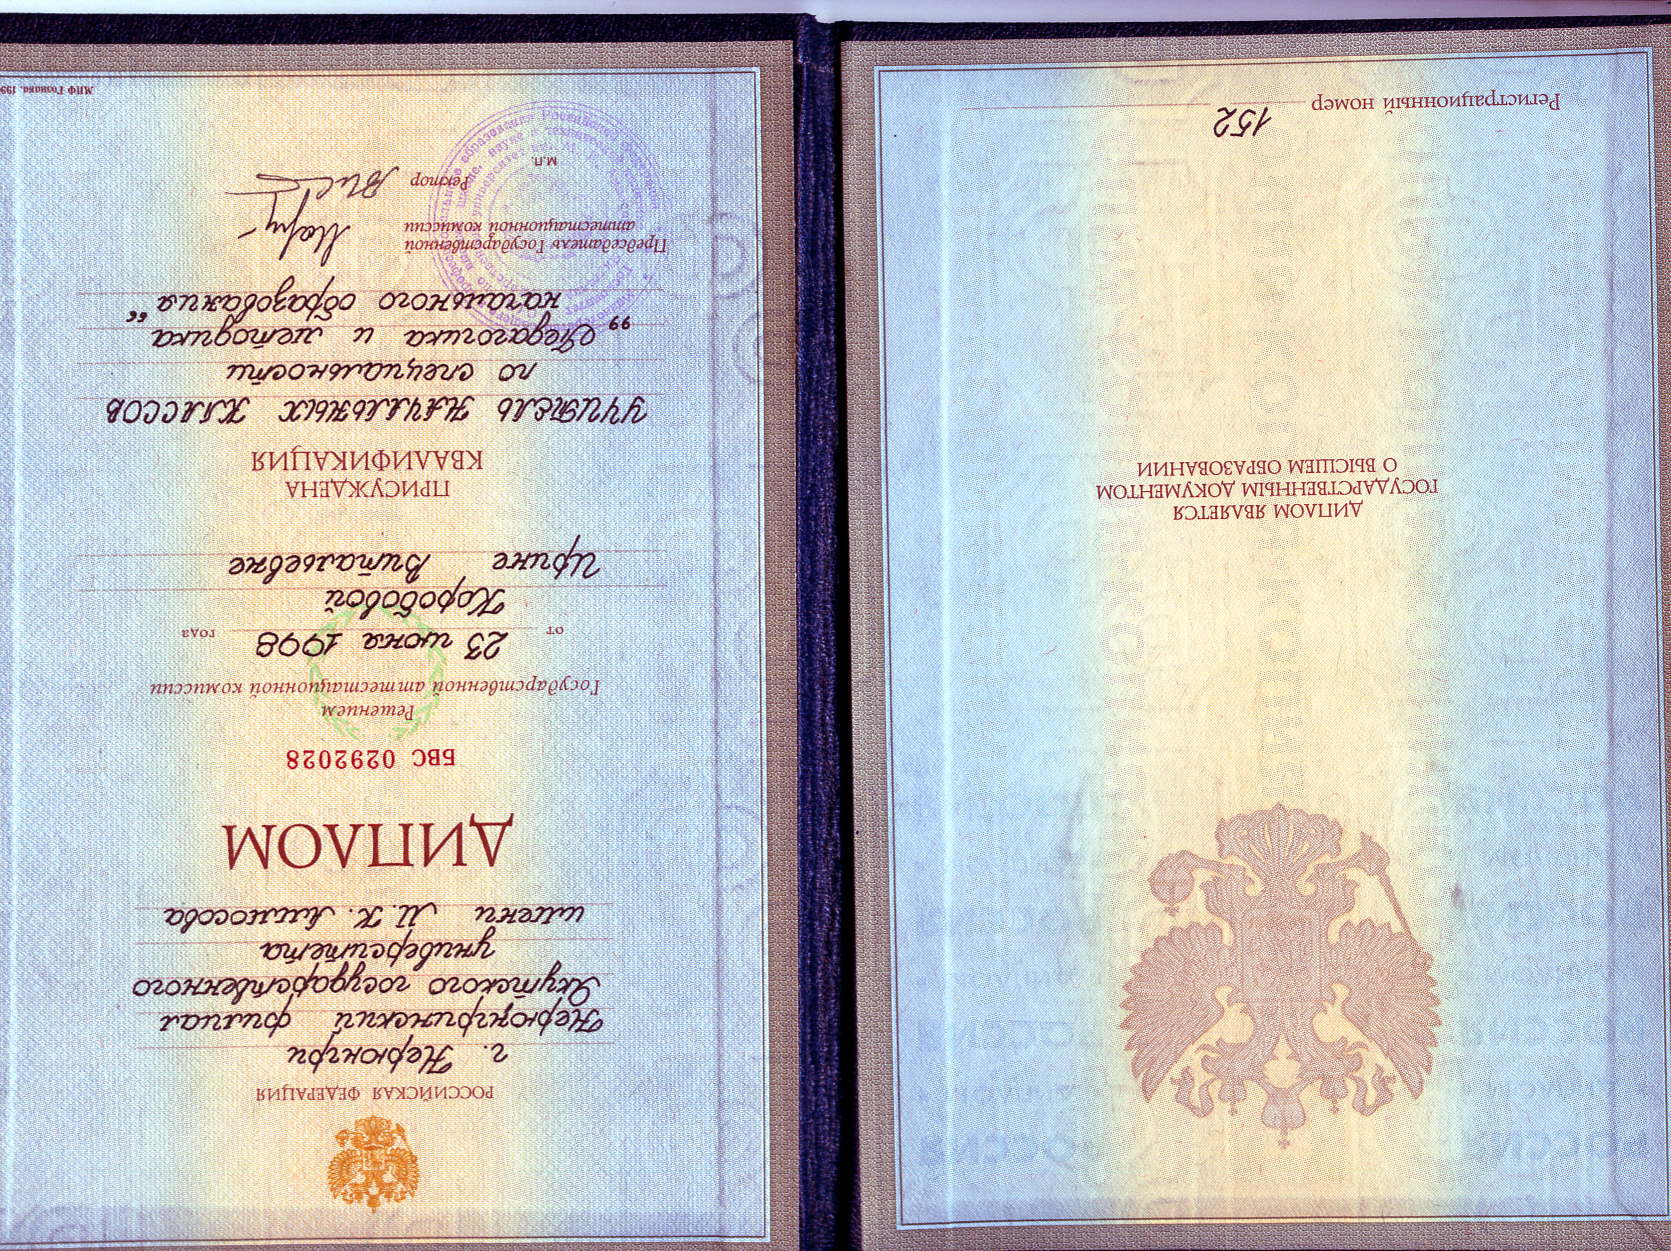 ДИПЛОМ ЯВЛЯЕТСЯ
ГОСУДАРСТВЕННЫМ ДОКУМЕНТОМ
О ВЫСШЕМ ОБРАЗОВАНИИ
Регистрационный номер 152
РОССИЙСКАЯ ФЕДЕРАЦИЯ
г. Нерюнгри
Нерюнгринский филиал
Якутского государственного
университета
имени М. К. Аммосова
ДИПЛОМ
БВС 0292028
Решением
Государственной аттестационной комиссии
от 23 июня 1998 года
Коробовой
Ирине Витальевне
ПРИСУЖДЕНА
КВАЛИФИКАЦИЯ
УЧИТЕЛЬ НАЧАЛЬНЫХ КЛАССОВ
по специальности
„Педагогика и методика
начального образования“
Председатель Государственной
аттестационной комиссии
Ректор
М.П.
МПФ Гознака. 199